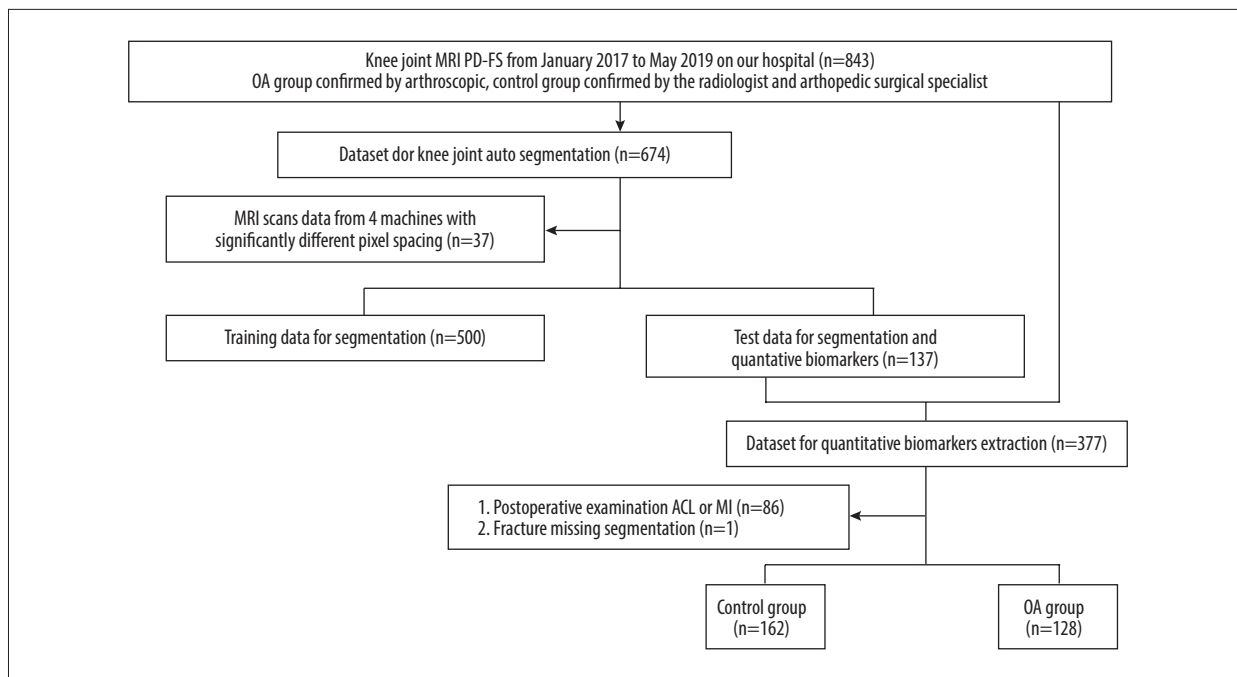 Knee joint MRI PD-FS from January 2017 to May 2019 on our hospital (n=843)
OA group confirmed by arthroscopic, control group confirmed by the radiologist and arthopedic surgical specialist
Dataset dor knee joint auto segmentation (n=674)
MRI scans data from 4 machines with
significantly different pixel spacing (n=37)
Training data for segmentation (n=500)
Test data for segmentation and
quantative biomarkers (n=137)
Dataset for quantitative biomarkers extraction (n=377)
1. Postoperative examination ACL or MI (n=86)
2. Fracture missing segmentation (n=1)
Control group
(n=162)
OA group
(n=128)